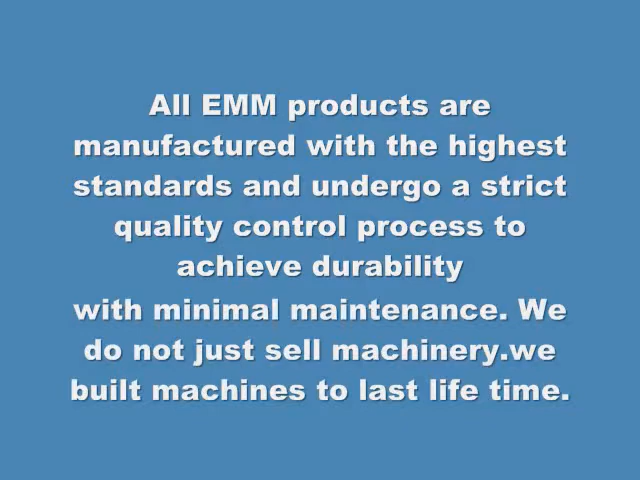 All EMM products are
manufactured with the highest
standards and undergo a strict
quality control process to
achieve durability
with minimal maintenance. We
do not just sell machinery.we
built machines to last life time.